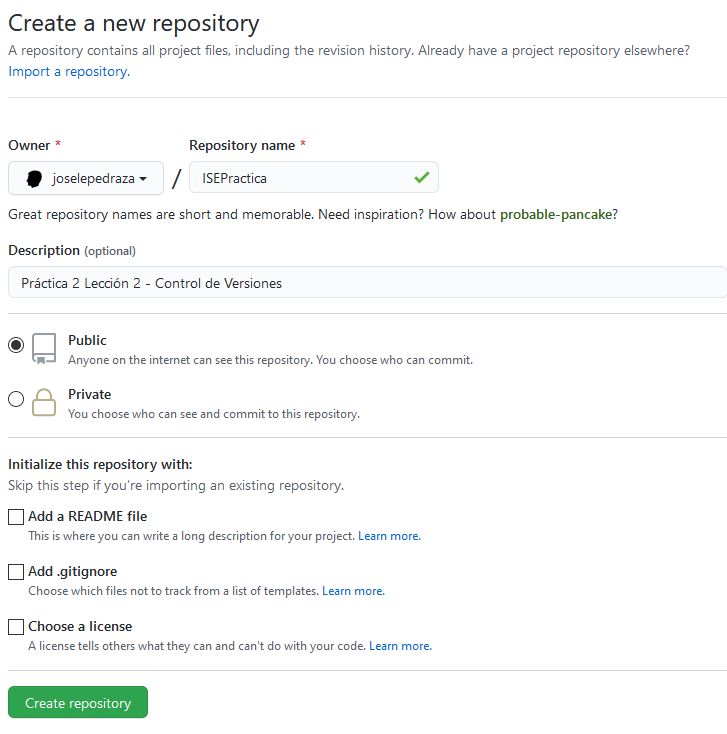 Create a new repository
A repository contains all project files, including the revision history. Already have a project repository elsewhere?
Import a repository.
Owner * Repository name *
joselepedraza / ISEPractica
Great repository names are short and memorable. Need inspiration? How about probable-pancake?
Description (optional)
Práctica 2 Lección 2 - Control de Versiones
Public
Anyone on the internet can see this repository. You choose who can commit.
Private
You choose who can see and commit to this repository.
Initialize this repository with:
Skip this step if you're importing an existing repository.
Add a README file
This is where you can write a long description for your project. Learn more.
Add .gitignore
Choose which files not to track from a list of templates. Learn more.
Choose a license
A license tells others what they can and can't do with your code. Learn more.
Create repository